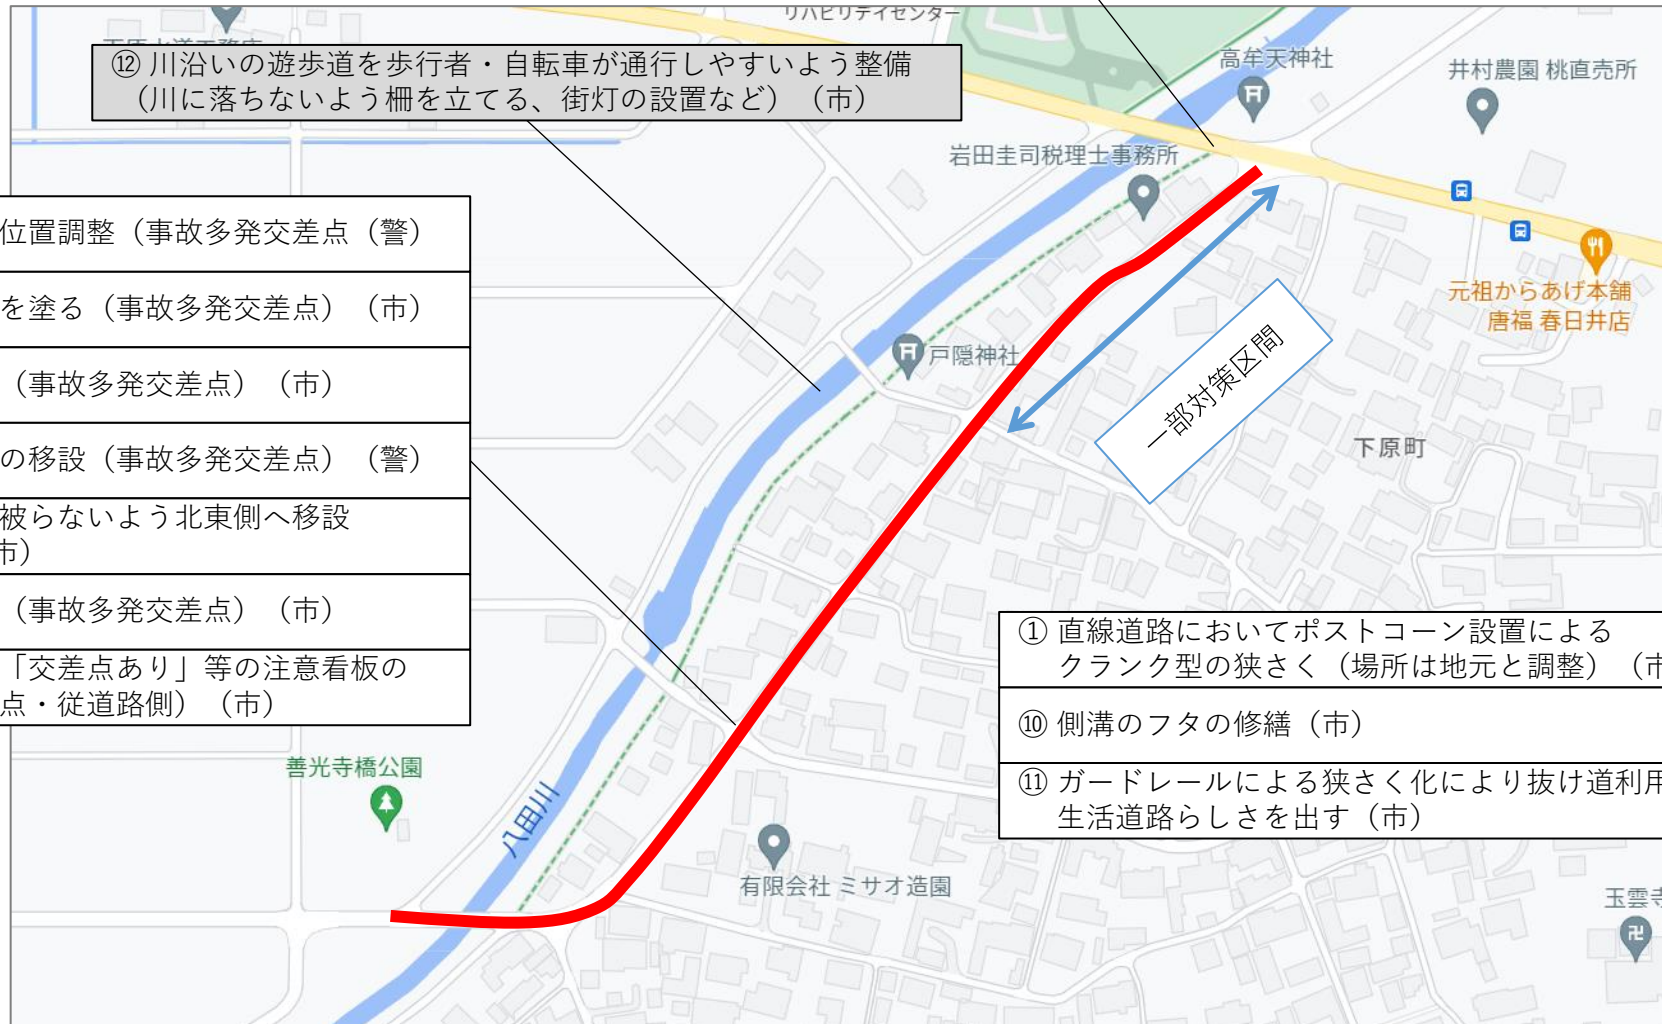 リハビリテイセンター
⑫ 川沿いの遊歩道を歩行者・自転車が通行しやすいよう整備
（川に落ちないよう柵を立てる、街灯の設置など）（市）
高牟天神社
井村農園 桃直売所
岩田圭司税理士事務所
位置調整（事故多発交差点（警）
を塗る（事故多発交差点）（市）
（事故多発交差点）（市）
の移設（事故多発交差点）（警）
被らないよう北東側へ移設
市）
（事故多発交差点）（市）
「交差点あり」等の注意看板の
点・従道路側）（市）
元祖からあげ本舗
唐福 春日井店
戸隠神社
一部対策区間
下原町
① 直線道路においてポストコーン設置による
クランク型の狭さく（場所は地元と調整）（市
⑩ 側溝のフタの修繕（市）
⑪ ガードレールによる狭さく化により抜け道利用
生活道路らしさを出す（市）
善光寺橋公園
八田川
有限会社 ミサオ造園
玉雲寺